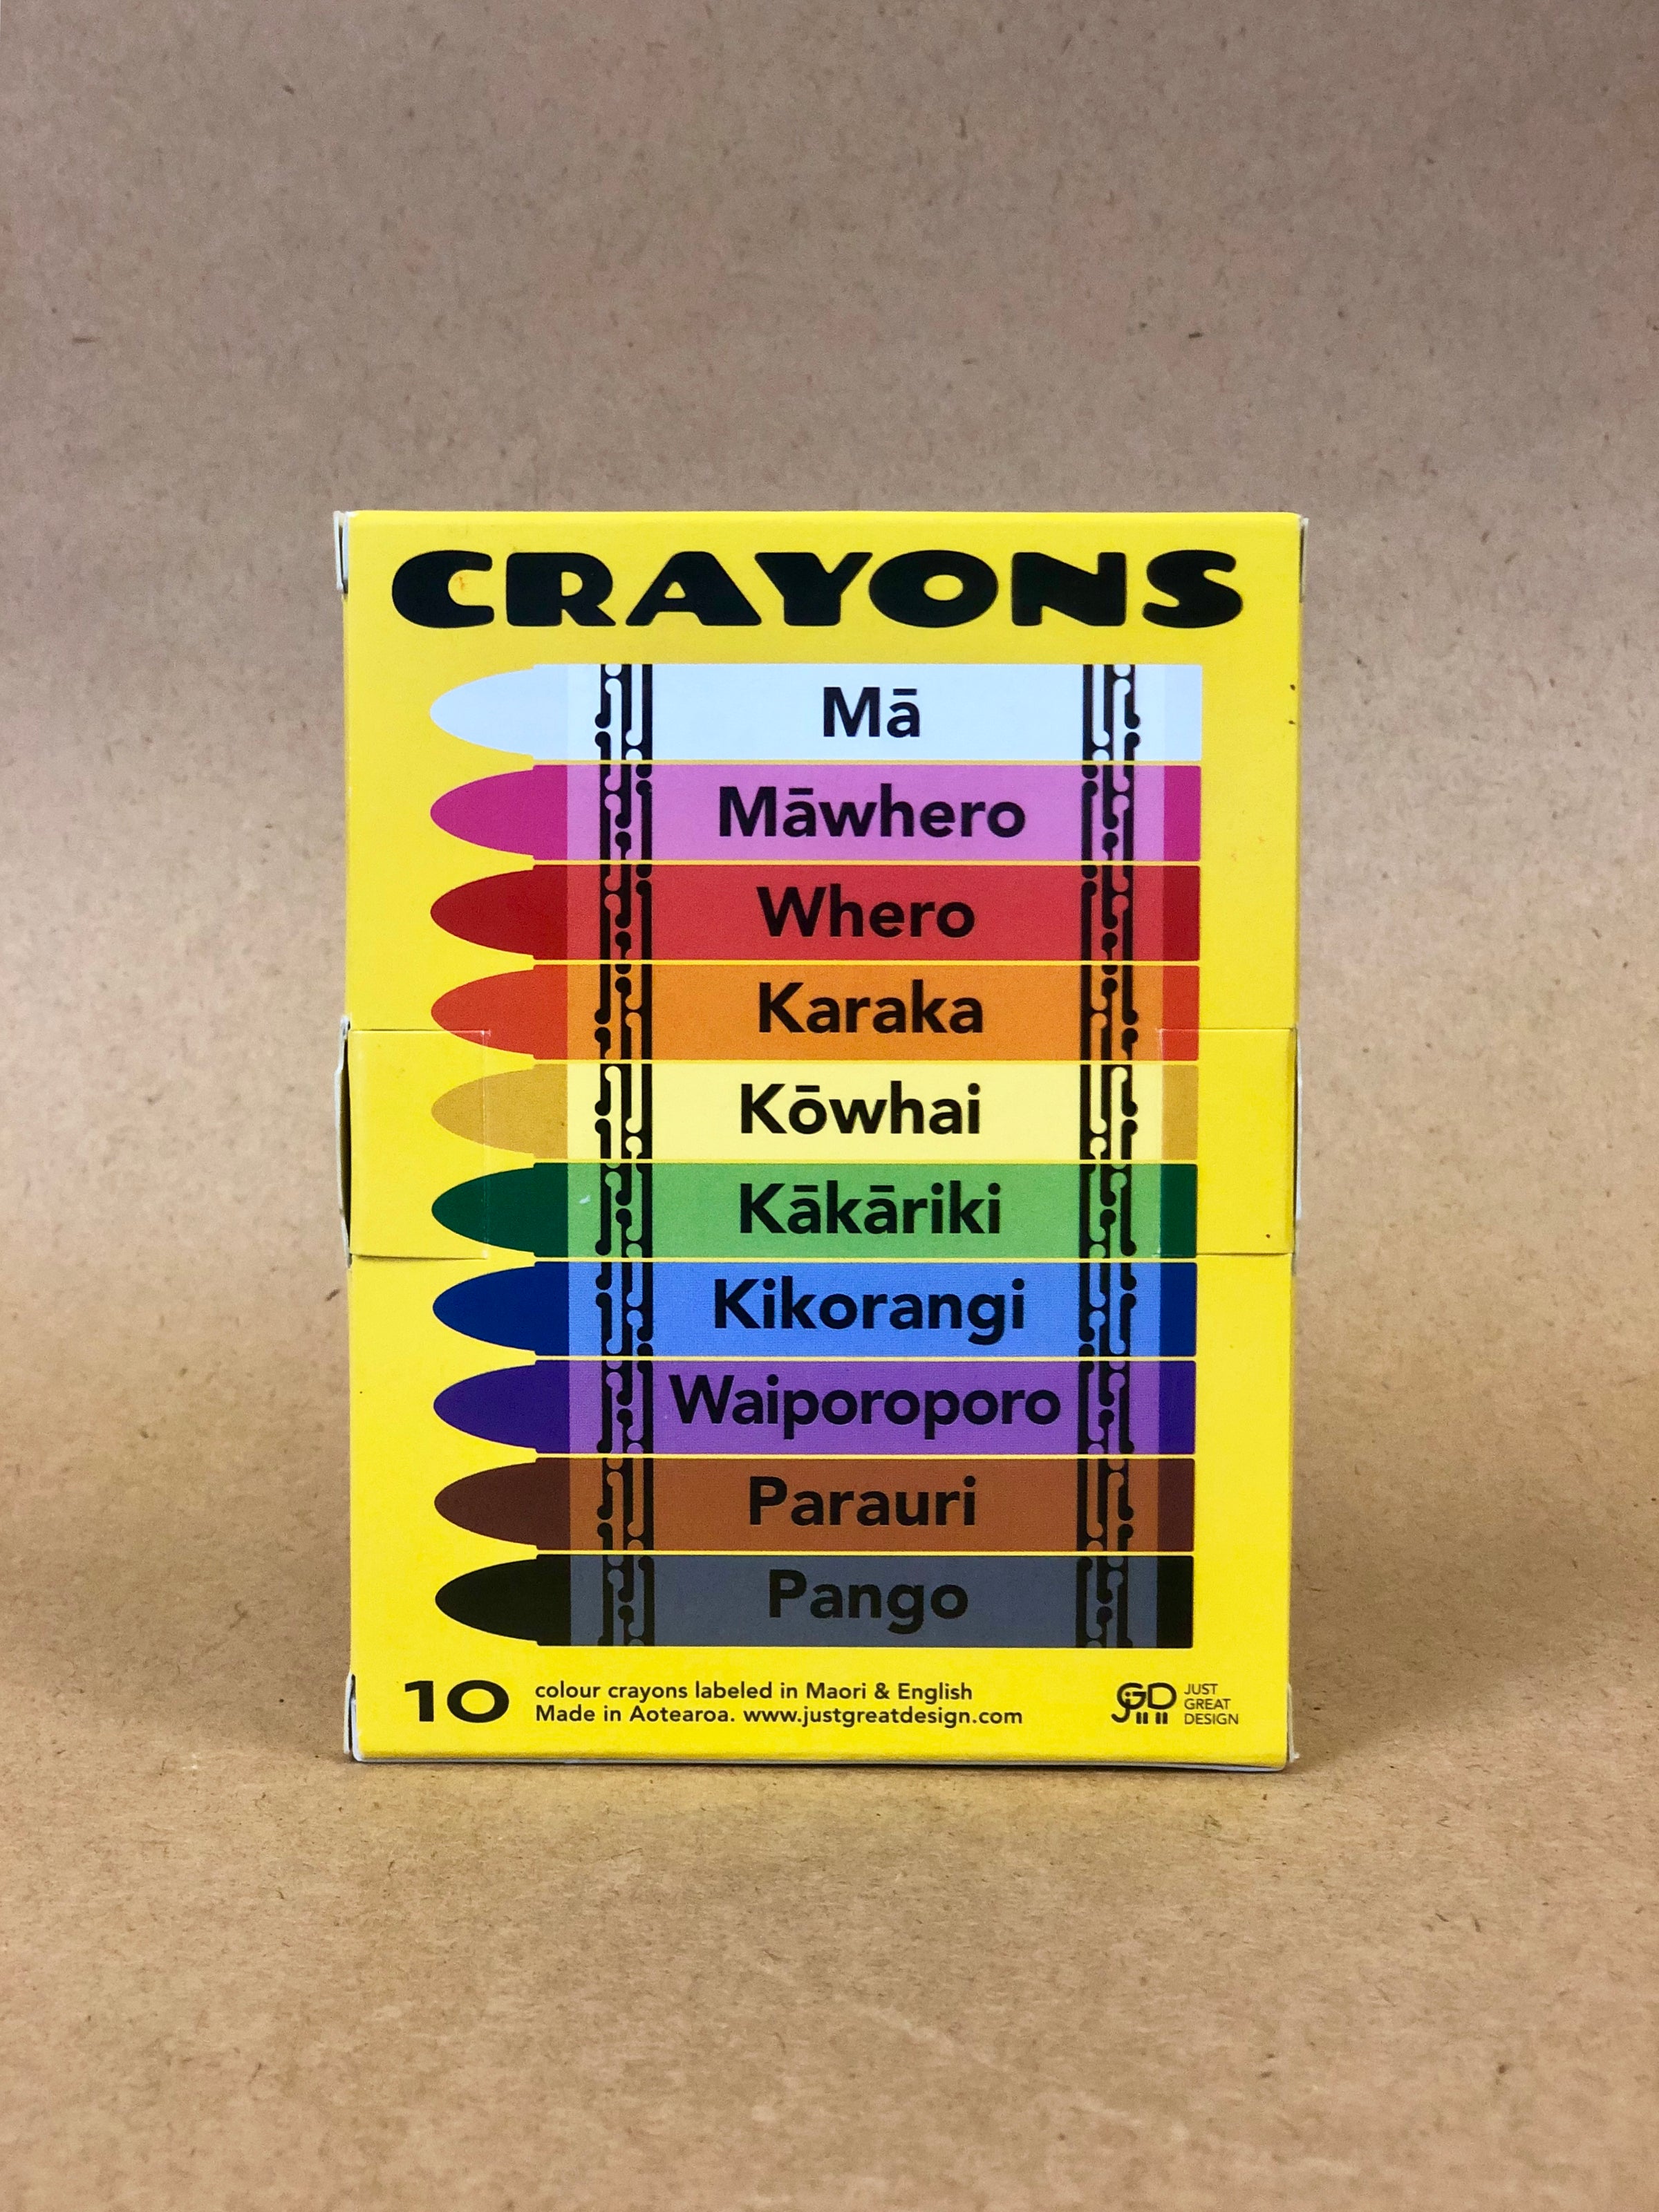 CRAYONS
Mā
Māwhero
Whero
Karaka
Kōwhai
Kākāriki
Kikorangi
Waiporoporo
Parauri
Pango
10
colour crayons labeled in Maori & English
Made in Aotearoa. www.justgreatdesign.com
JGD
JUST
GREAT
DESIGN